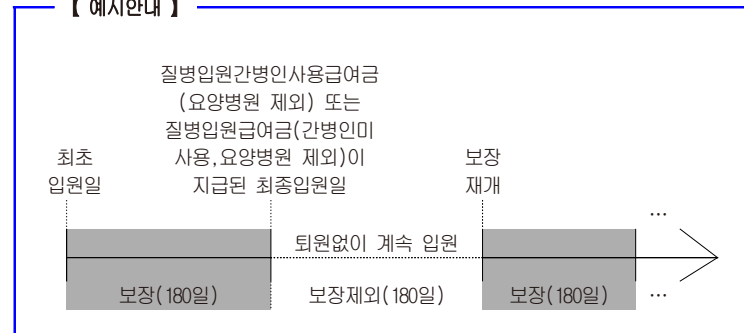 【 예시안내 】
질병입원간병인사용급여금
(요양병원 제외) 또는
질병입원급여금(간병인미
사용,요양병원 제외)이
지급된 최종입원일
최초
입원일
보장
재개
…
퇴원없이 계속 입원
보장(180일)
보장제외(180일)
보장(180일)
…